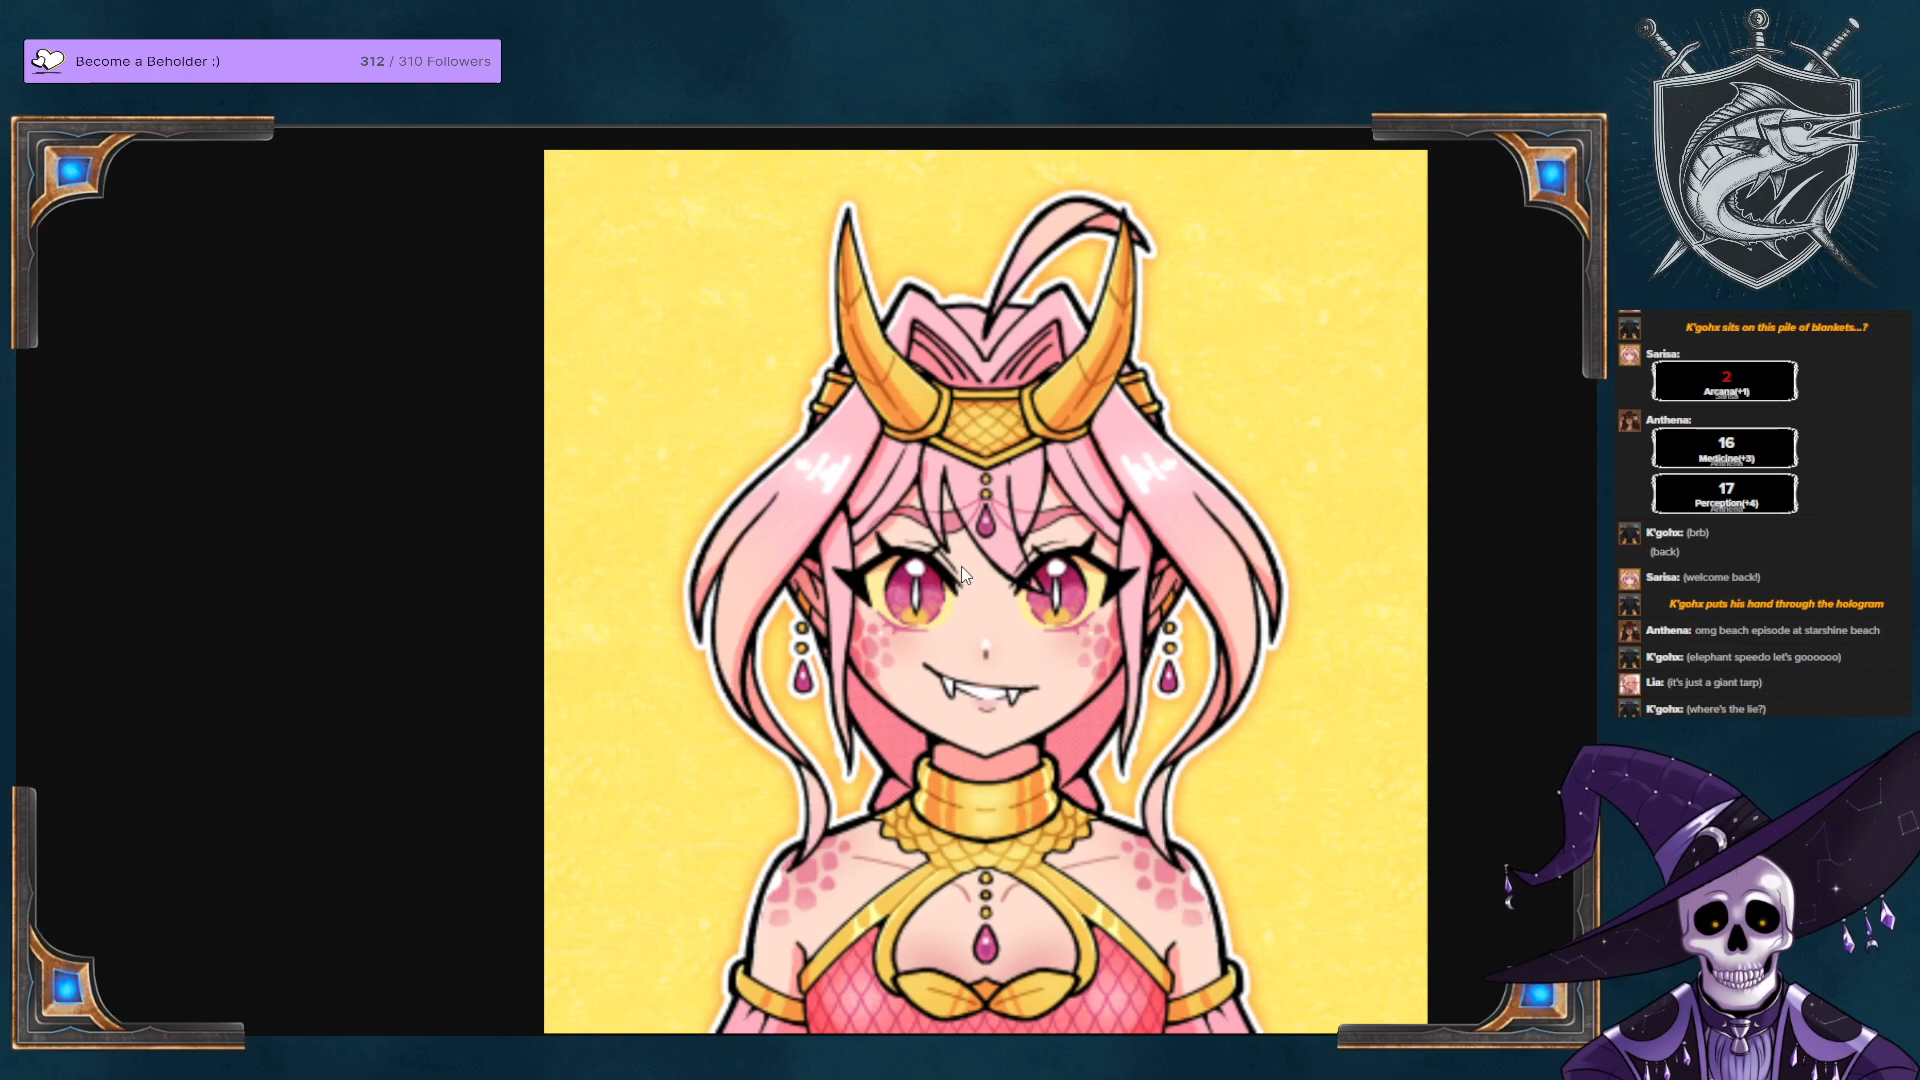 Become a Beholder :)
312 / 310 Followers
K'gohx sits on this pile of blankets...?
Sarisa:
2
Arcana(+1)
Anthena:
16
Medicine(+3)
17
Perception(+4)
K'gohx: (brb)
(back)
Sarisa: (welcome back!)
K'gohx puts his hand through the hologram
Anthena: omg beach episode at starshine beach
K'gohx: (elephant speedo let's goooooo)
Lia: (it's just a giant tarp)
K'gohx: (where's the lie?)